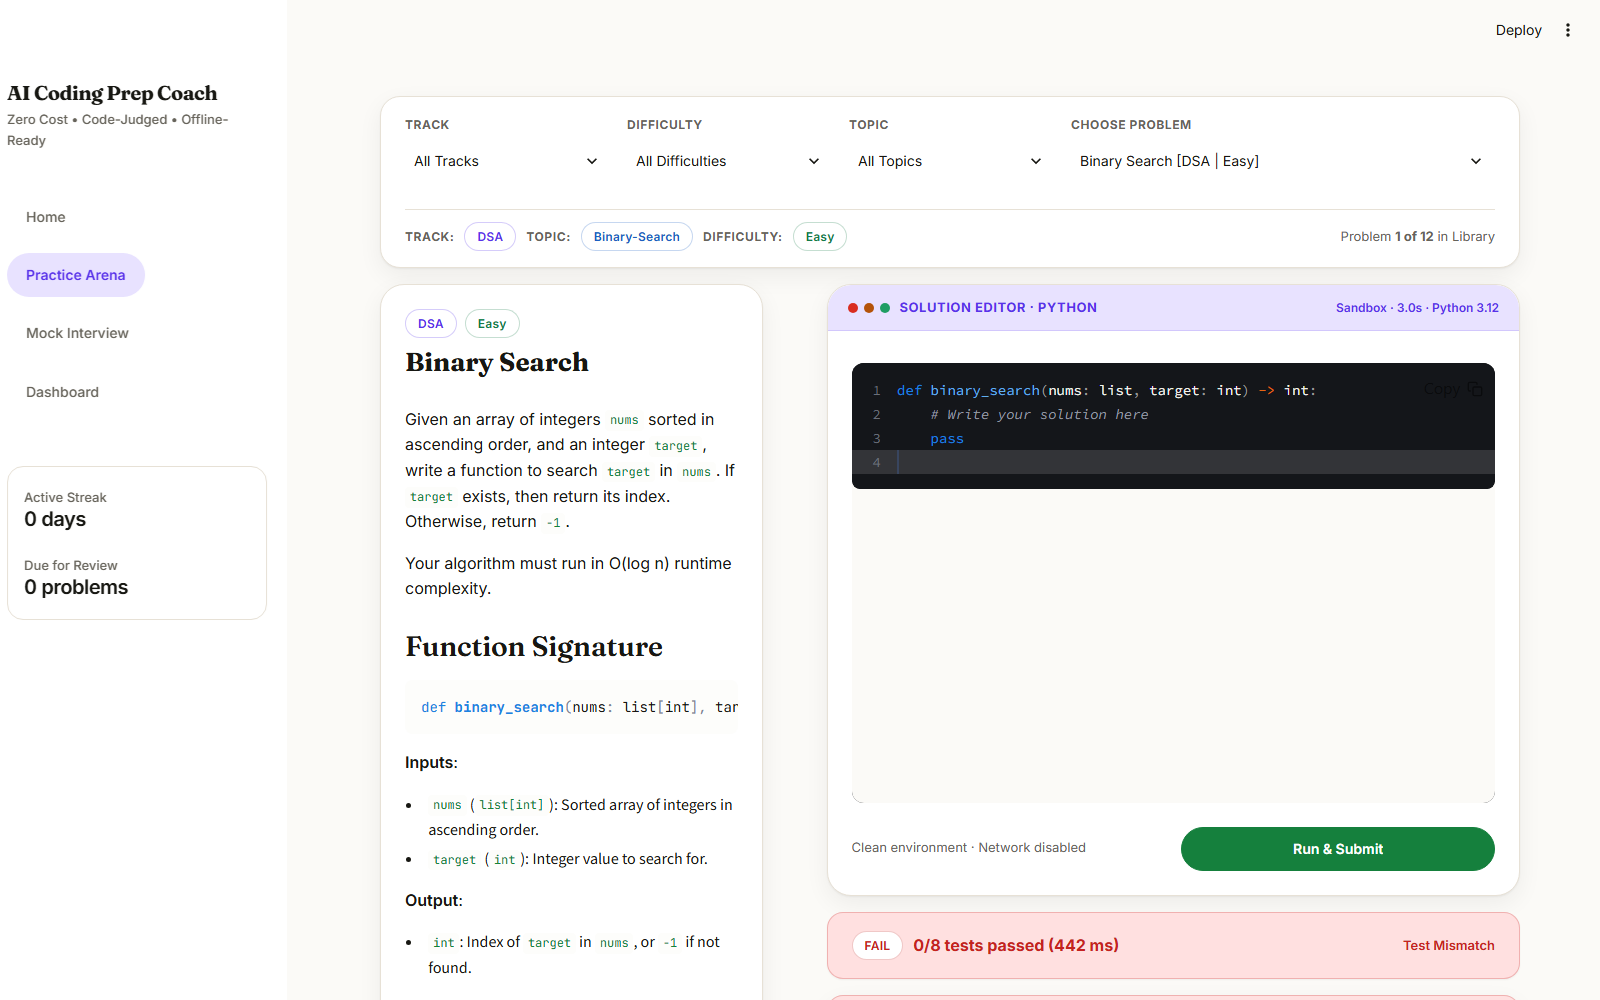 Deploy
AI Coding Prep Coach
Zero Cost • Code-Judged • Offline-
Ready
Home
Practice Arena
Mock Interview
Dashboard
Active Streak
0 days
Due for Review
0 problems
TRACK
DIFFICULTY
TOPIC
CHOOSE PROBLEM
All Tracks
All Difficulties
All Topics
Binary Search [DSA | Easy]
TRACK: DSA TOPIC: Binary-Search DIFFICULTY: Easy
Problem 1 of 12 in Library
DSA Easy
Binary Search
Given an array of integers nums sorted in
ascending order, and an integer target ,
write a function to search target in nums . If
target exists, then return its index.
Otherwise, return -1 .
Your algorithm must run in O(log n) runtime
complexity.
Function Signature
def binary_search(nums: list[int], tar
Inputs:
• nums ( list[int] ): Sorted array of integers in
ascending order.
• target ( int ): Integer value to search for.
Output:
• int : Index of target in nums , or -1 if not
found.
SOLUTION EDITOR · PYTHON
Sandbox · 3.0s · Python 3.12
Copy
1 def binary_search(nums: list, target: int) -> int:
2 # Write your solution here
3 pass
4
Clean environment · Network disabled
Run & Submit
FAIL 0/8 tests passed (442 ms)
Test Mismatch